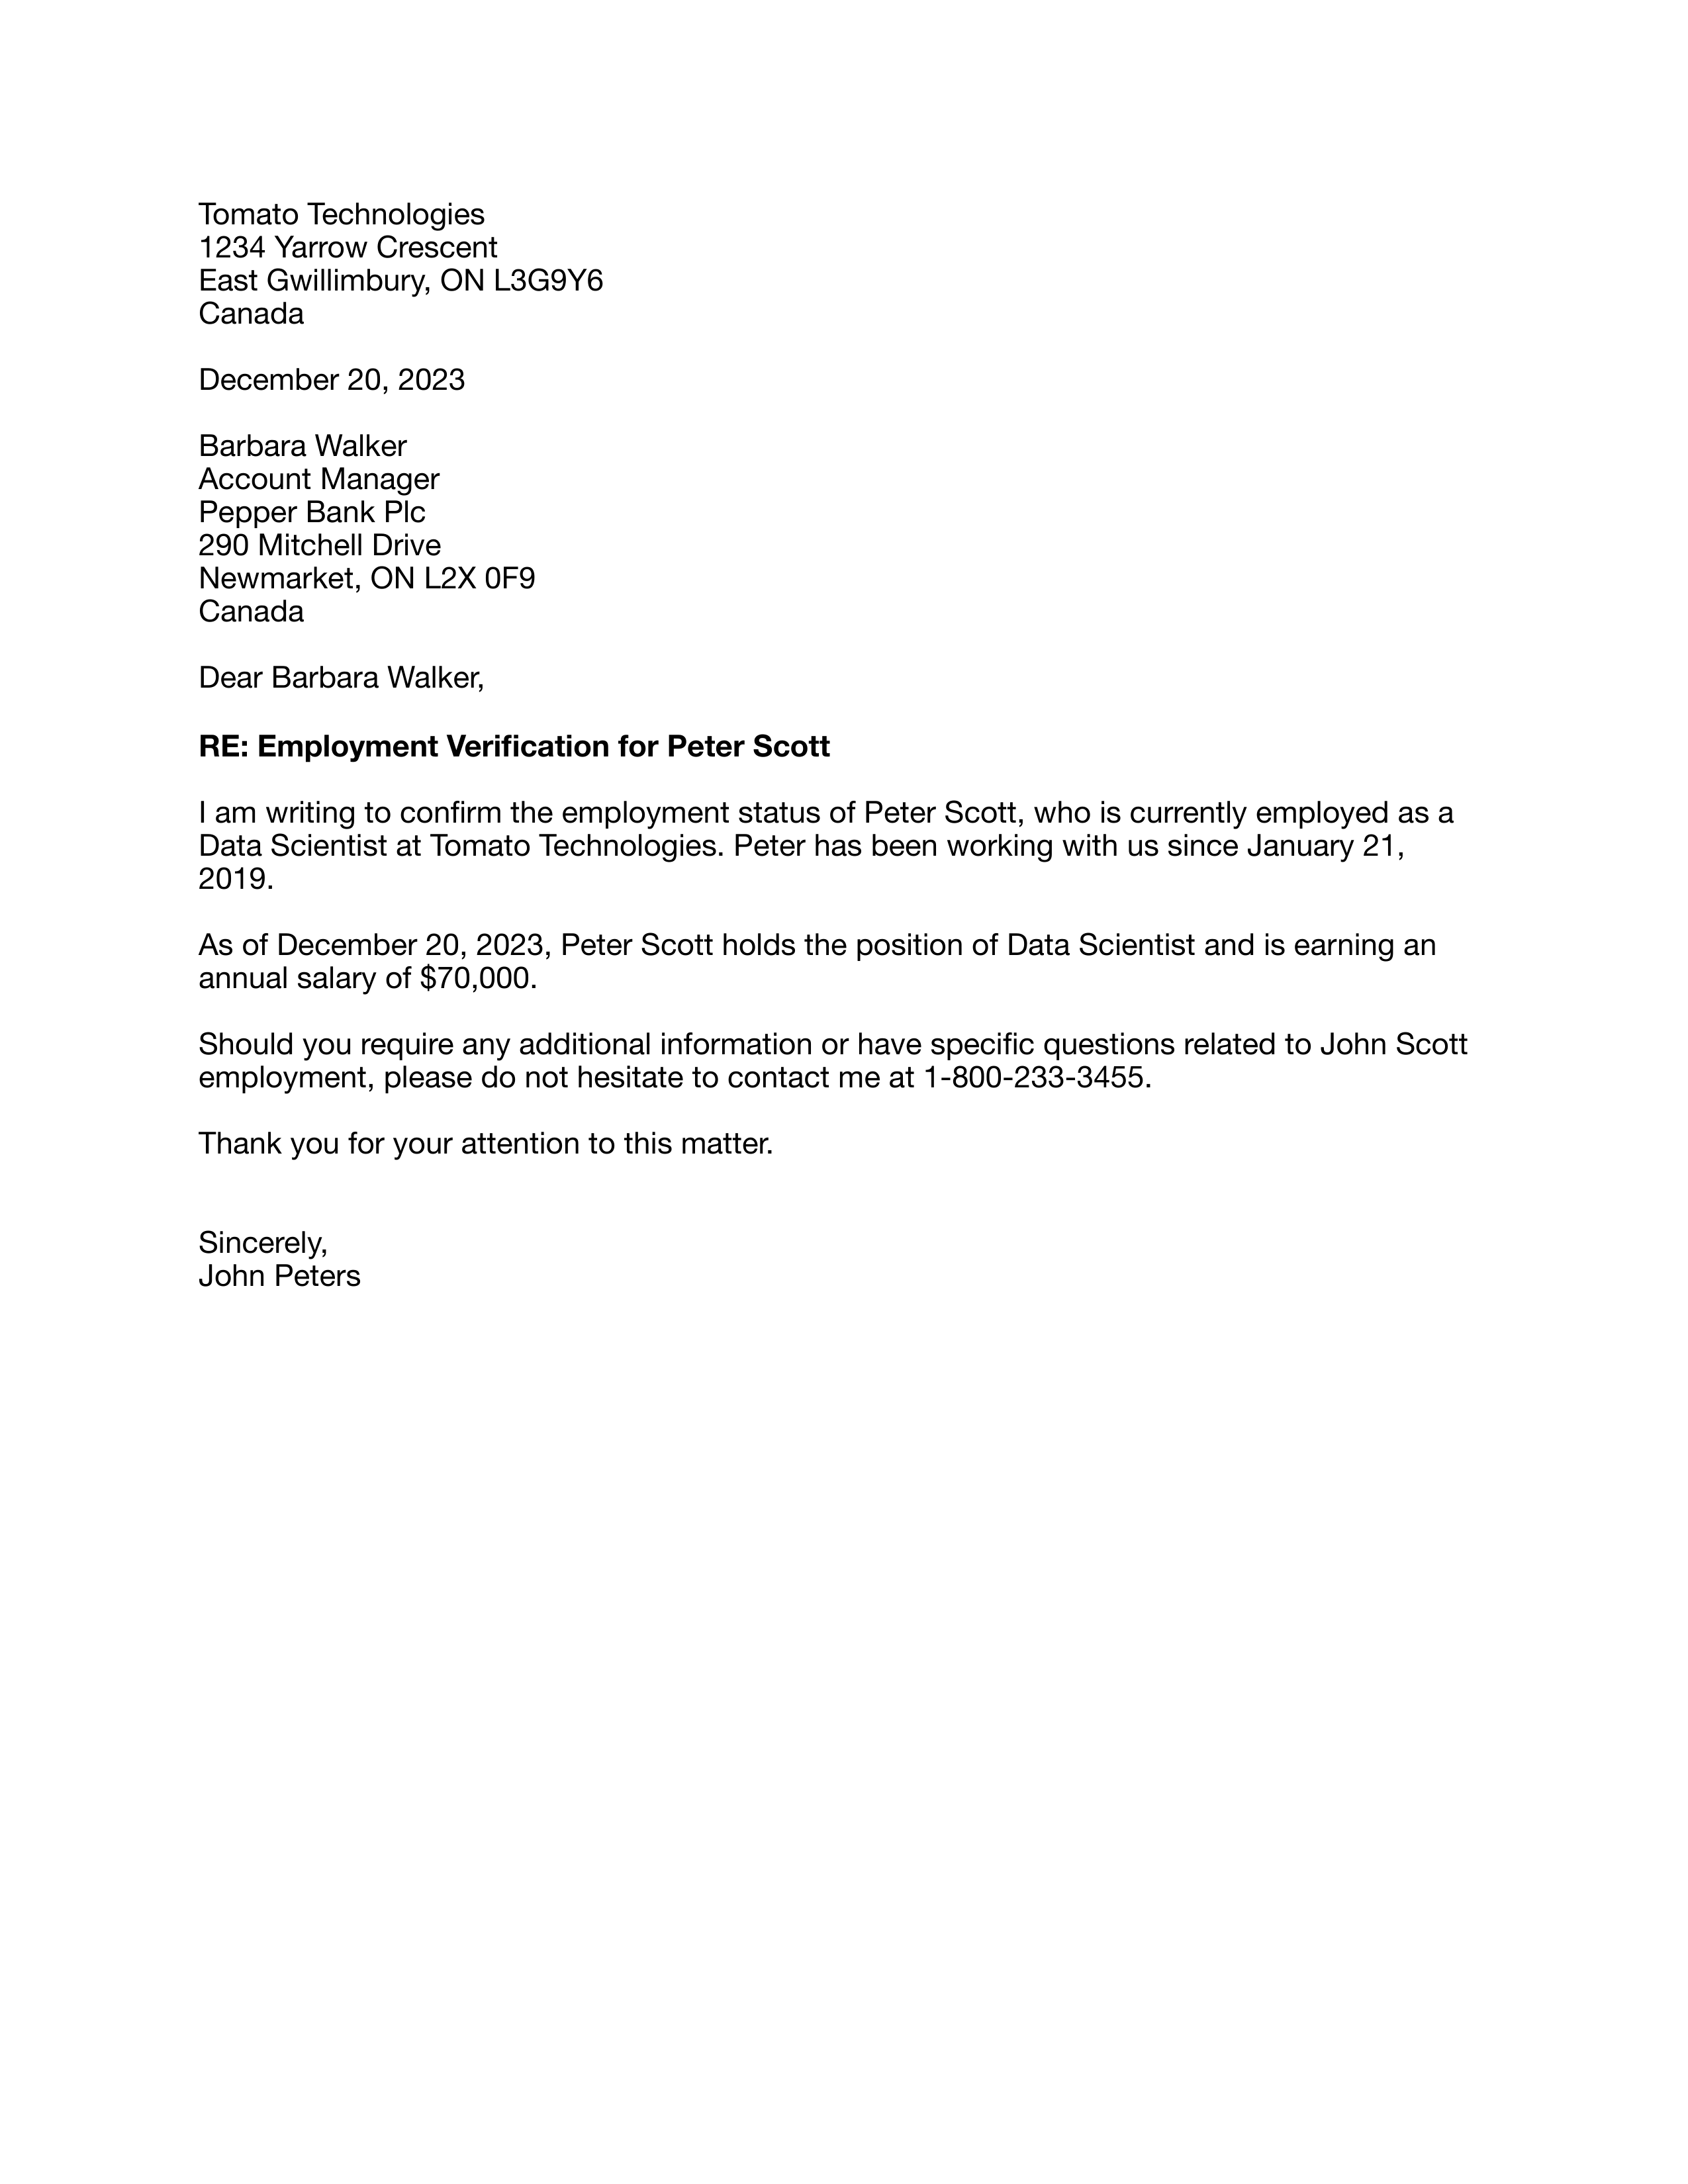 Tomato Technologies
1234 Yarrow Crescent
East Gwillimbury, ON L3G9Y6
Canada
December 20, 2023
Barbara Walker
Account Manager
Pepper Bank Plc
290 Mitchell Drive
Newmarket, ON L2X 0F9
Canada
Dear Barbara Walker,
RE: Employment Verification for Peter Scott
I am writing to confirm the employment status of Peter Scott, who is currently employed as a
Data Scientist at Tomato Technologies. Peter has been working with us since January 21,
2019.
As of December 20, 2023, Peter Scott holds the position of Data Scientist and is earning an
annual salary of $70,000.
Should you require any additional information or have specific questions related to John Scott
employment, please do not hesitate to contact me at 1-800-233-3455.
Thank you for your attention to this matter.
Sincerely,
John Peters